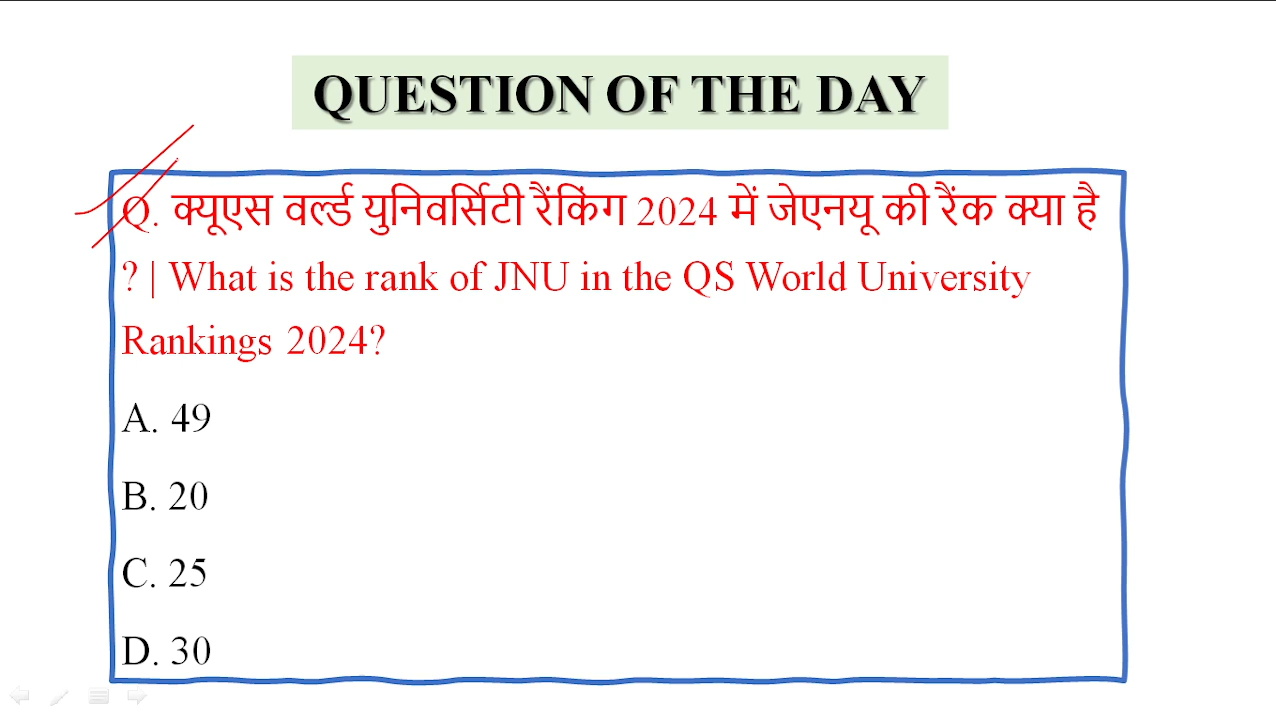 QUESTION OF THE DAY
Q. क्यूएस वर्ल्ड युनिवर्सिटी रैंकिंग 2024 में जेएनयू की रैंक क्या है
? | What is the rank of JNU in the QS World University
Rankings 2024?
A. 49
B. 20
C. 25
D. 30